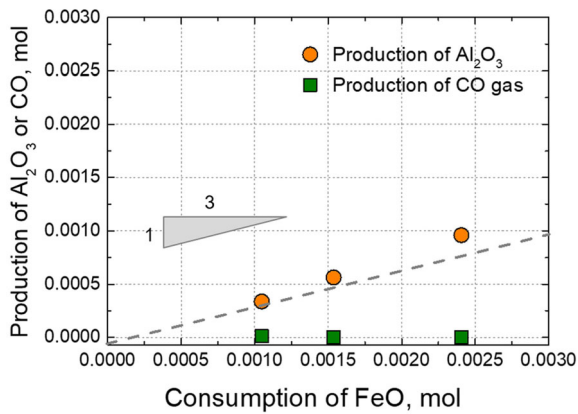 0.0030
0.0025
0.0020
0.0015
0.0010
0.0005
0.0000
Production of Al₂O₃ or CO, mol
Production of Al₂O₃
Production of CO gas
3
1
0.0000 0.0005 0.0010 0.0015 0.0020 0.0025 0.0030
Consumption of FeO, mol